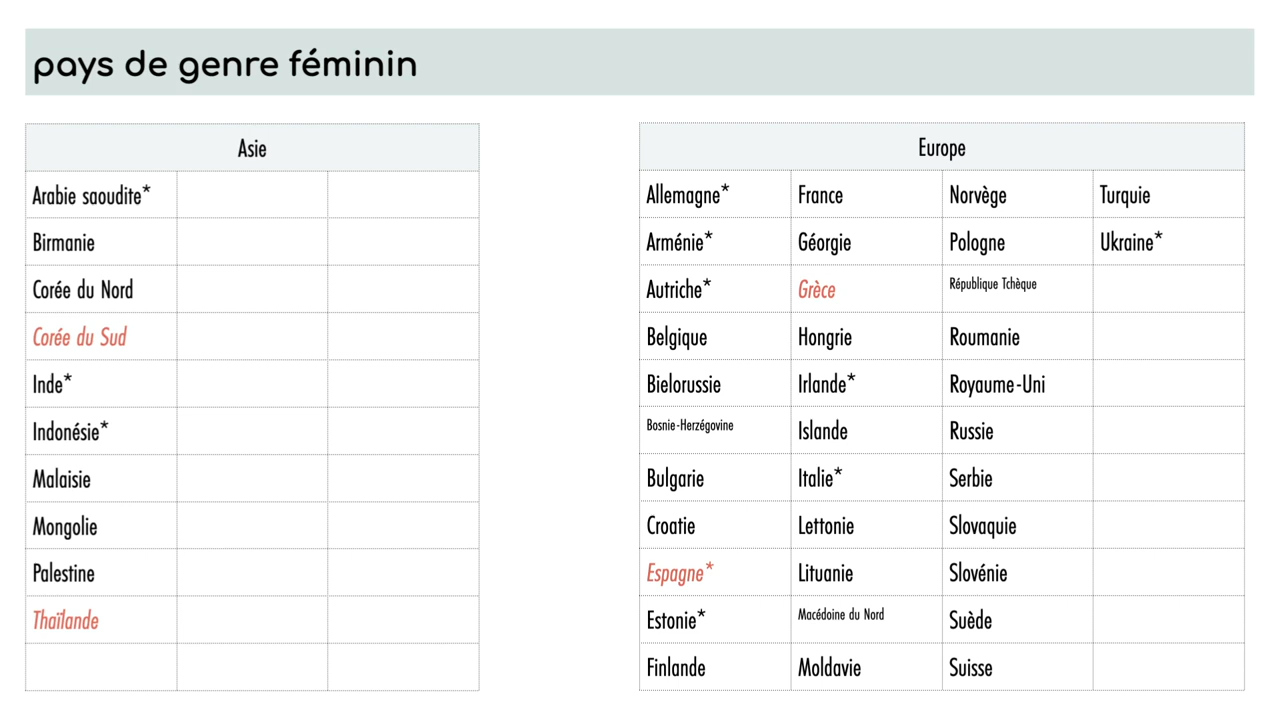 pays de genre féminin
Asie
Arabie saoudite*
Birmanie
Corée du Nord
Corée du Sud
Inde*
Indonésie*
Malaisie
Mongolie
Palestine
Thaïlande
Europe
Allemagne* France Norvège Turquie
Arménie* Géorgie Pologne Ukraine*
Autriche* Grèce République Tchèque
Belgique Hongrie Roumanie
Bielorussie Irlande* Royaume-Uni
Bosnie-Herzégovine Islande Russie
Bulgarie Italie* Serbie
Croatie Lettonie Slovaquie
Espagne* Lituanie Slovénie
Estonie* Macédoine du Nord Suède
Finlande Moldavie Suisse